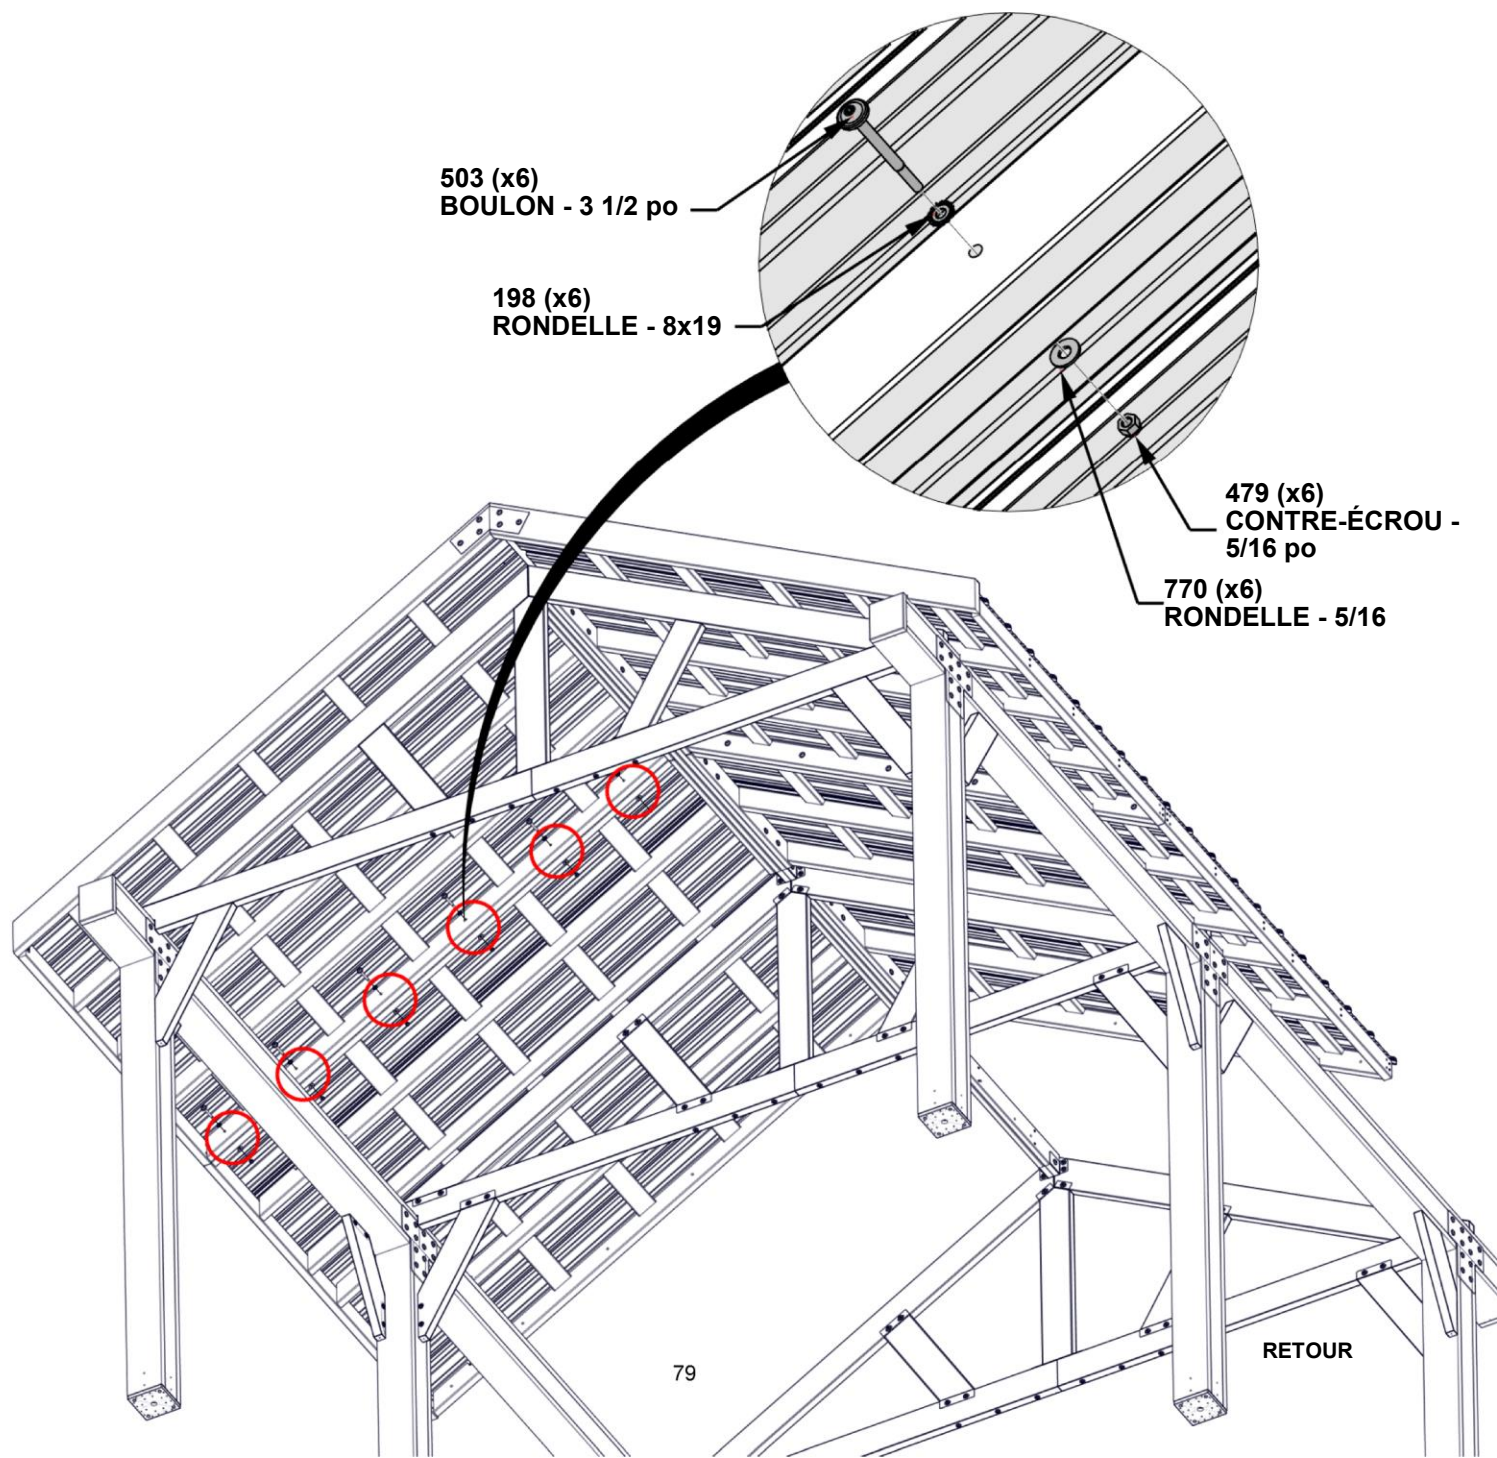 503 (x6)
BOULON - 3 1/2 po
198 (x6)
RONDELLE - 8x19
479 (x6)
CONTRE-ÉCROU -
5/16 po
770 (x6)
RONDELLE - 5/16
RETOUR
79